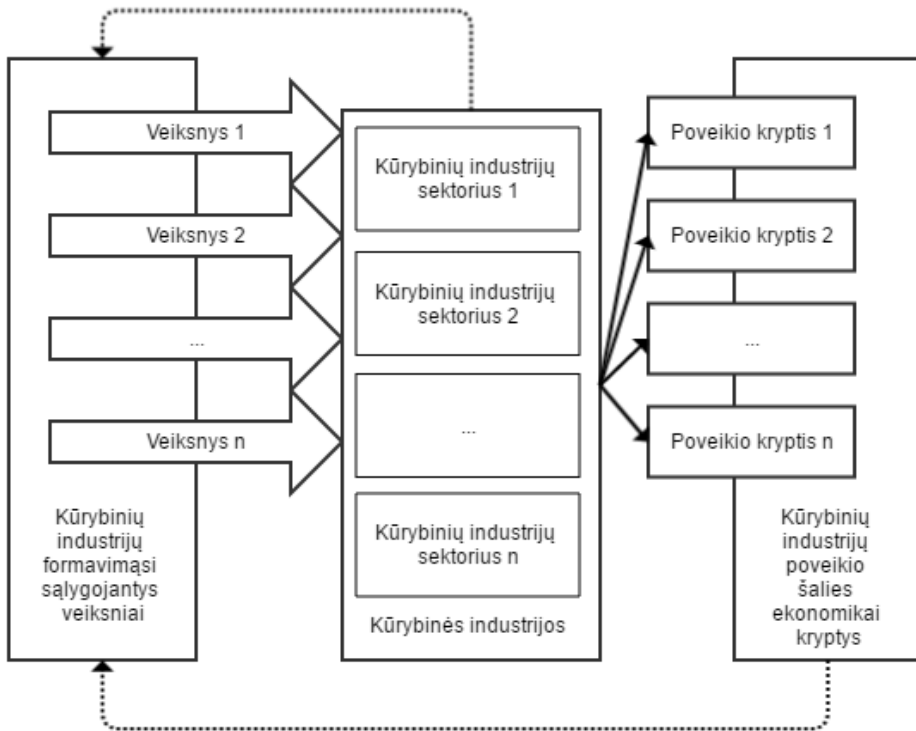 Veiksnys 1
Veiksnys 2
...
Veiksnys n
Kūrybinių
industrijų
formavimąsi
sąlygojantys
veiksniai
Kūrybinių industrijų
sektorius 1
Kūrybinių industrijų
sektorius 2
...
Kūrybinių industrijų
sektorius n
Kūrybinės industrijos
Poveikio kryptis 1
Poveikio kryptis 2
...
Poveikio kryptis n
Kūrybinių
industrijų
poveikio
šalies
ekonomikai
kryptys